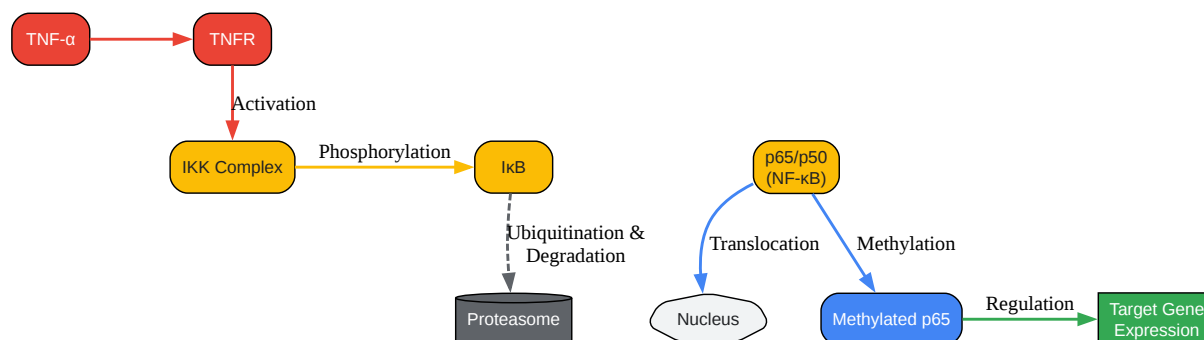 TNF-α
TNFR
Activation
IKK Complex
Phosphorylation
IκB
p65/p50
(NF-κB)
Ubiquitination &
Degradation
Translocation
Methylation
Proteasome
Nucleus
Methylated p65
Regulation
Target Gene
Expression